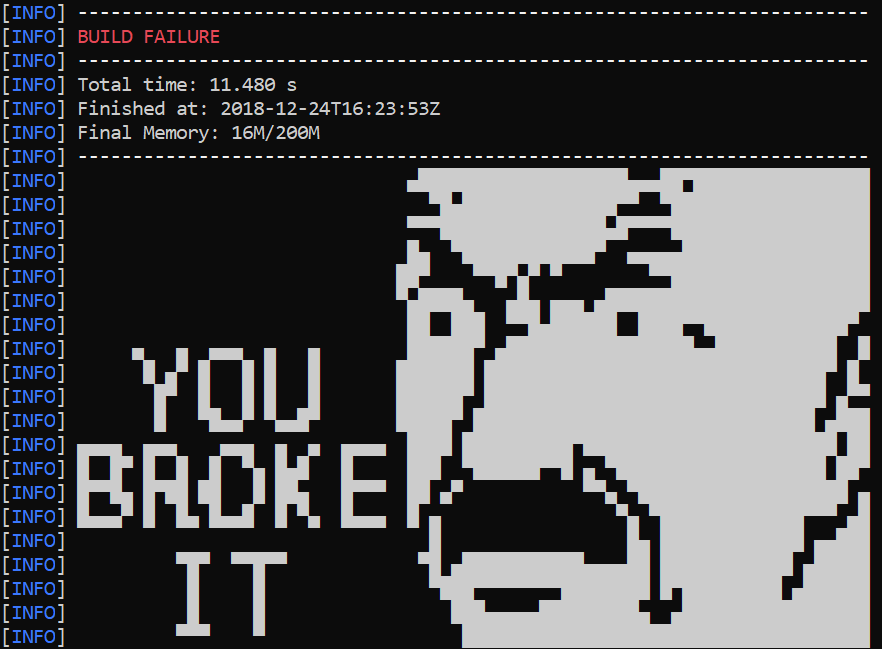 [INFO] ------------------------------------------------------------------------
[INFO] BUILD FAILURE
[INFO] ------------------------------------------------------------------------
[INFO] Total time: 11.480 s
[INFO] Finished at: 2018-12-24T16:23:53Z
[INFO] Final Memory: 16M/200M
[INFO] ------------------------------------------------------------------------
[INFO]
[INFO]
[INFO]
[INFO]
[INFO]
[INFO]
[INFO]
[INFO]
[INFO]
[INFO] YOU
[INFO]
[INFO]
[INFO]
[INFO] BROKE
[INFO]
[INFO]
[INFO]
[INFO] IT
[INFO]
[INFO]